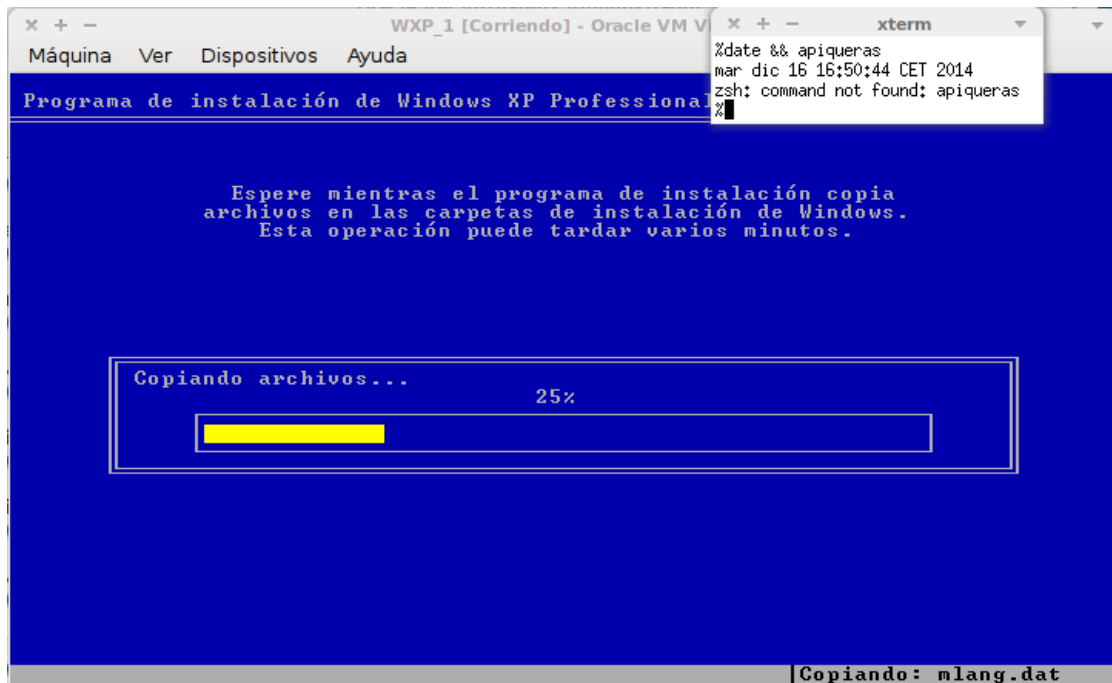 WXP_1 [Corriendo] - Oracle VM V
Máquina Ver Dispositivos Ayuda
xterm
%date && apiqueras
mar dic 16 16:50:44 CET 2014
zsh: command not found: apiqueras
%
Programa de instalación de Windows XP Professional
Espere mientras el programa de instalación copia
archivos en las carpetas de instalación de Windows.
Esta operación puede tardar varios minutos.
Copiando archivos...
25%
Copiando: mlang.dat